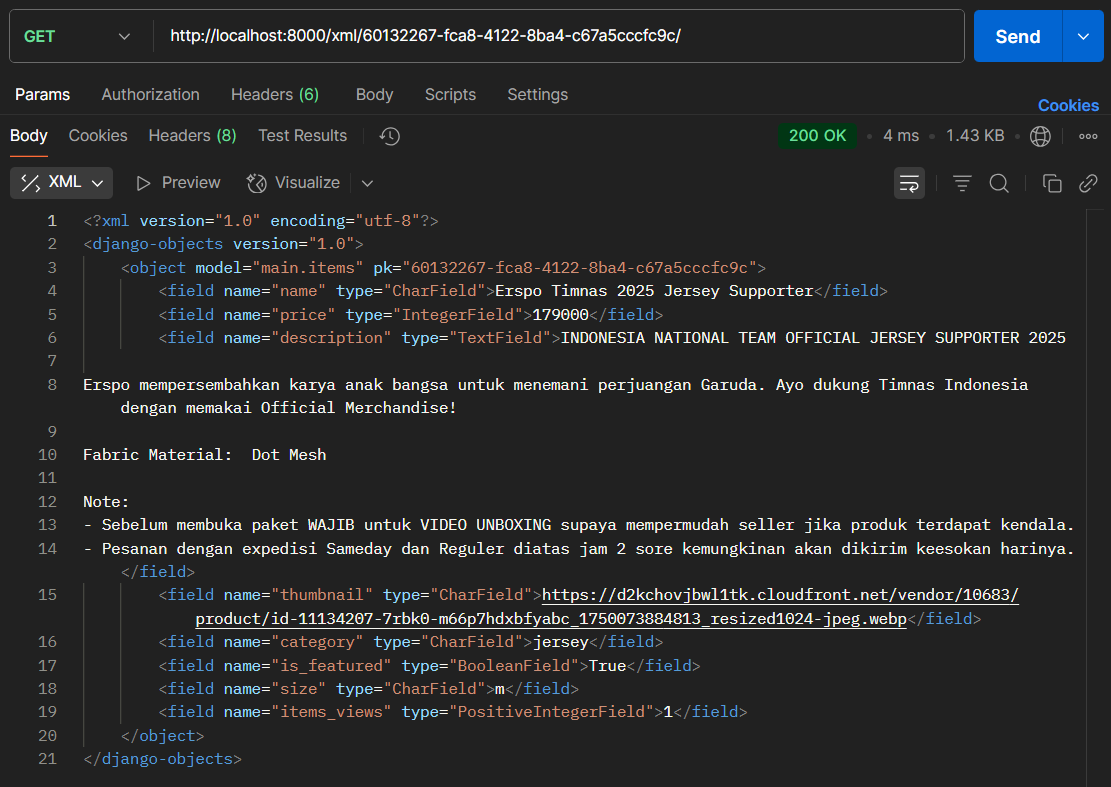 GET http://localhost:8000/xml/60132267-fca8-4122-8ba4-c67a5cccfc9c/ Send
Params Authorization Headers (6) Body Scripts Settings
Cookies
Body Cookies Headers (8) Test Results 200 OK • 4 ms • 1.43 KB •
XML Preview Visualize
1 <?xml version="1.0" encoding="utf-8"?>
2 <django-objects version="1.0">
3 <object model="main.items" pk="60132267-fca8-4122-8ba4-c67a5cccfc9c">
4 <field name="name" type="CharField">Erspo Timnas 2025 Jersey Supporter</field>
5 <field name="price" type="IntegerField">179000</field>
6 <field name="description" type="TextField">INDONESIA NATIONAL TEAM OFFICIAL JERSEY SUPPORTER 2025
7
8 Erspo mempersembahkan karya anak bangsa untuk menemani perjuangan Garuda. Ayo dukung Timnas Indonesia
dengan memakai Official Merchandise!
9
10 Fabric Material:  Dot Mesh
11
12 Note:
13 - Sebelum membuka paket WAJIB untuk VIDEO UNBOXING supaya mempermudah seller jika produk terdapat kendala.
14 - Pesanan dengan expedisi Sameday dan Reguler diatas jam 2 sore kemungkinan akan dikirim keesokan harinya.
</field>
15 <field name="thumbnail" type="CharField">https://d2kchovjbwl1tk.cloudfront.net/vendor/10683/
product/id-11134207-7rbk0-m66p7hdxbfyabc_1750073884813_resized1024-jpeg.webp</field>
16 <field name="category" type="CharField">jersey</field>
17 <field name="is_featured" type="BooleanField">True</field>
18 <field name="size" type="CharField">m</field>
19 <field name="items_views" type="PositiveIntegerField">1</field>
20 </object>
21 </django-objects>